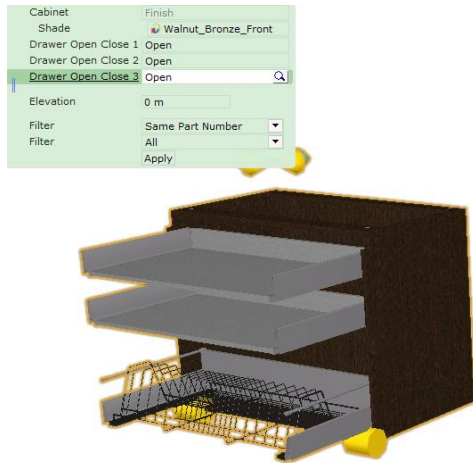 Cabinet Finish
Shade Walnut_Bronze_Front
Drawer Open Close 1 Open
Drawer Open Close 2 Open
Drawer Open Close 3 Open
Elevation 0 m
Filter Same Part Number
Filter All
Apply